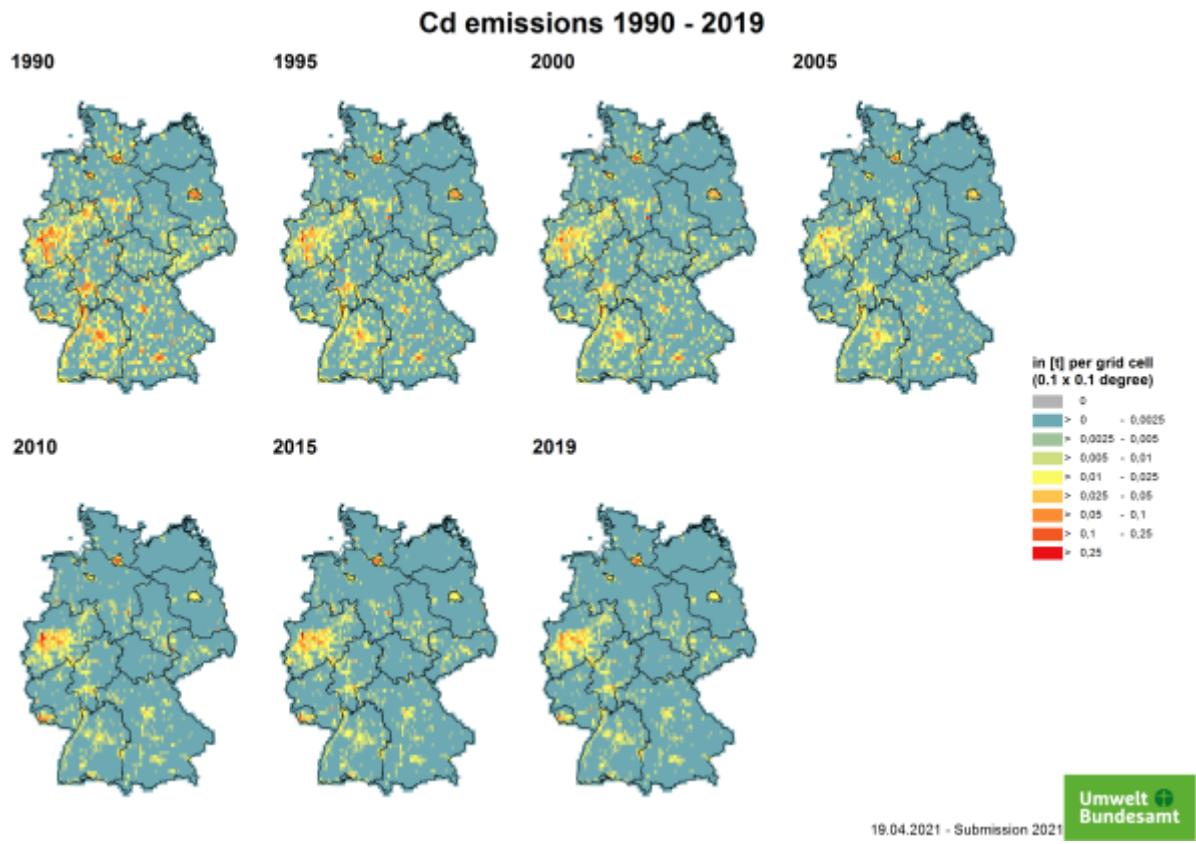 Cd emissions 1990 - 2019
1990
1995
2000
2005
in [t] per grid cell
(0.1 x 0.1 degree)
0
> 0 - 0,0025
> 0,0025 - 0,005
> 0,005 - 0,01
> 0,01 - 0,025
> 0,025 - 0,05
> 0,05 - 0,1
> 0,1 - 0,25
> 0,25
2010
2015
2019
19.04.2021 - Submission 2021
Umwelt
Bundesamt